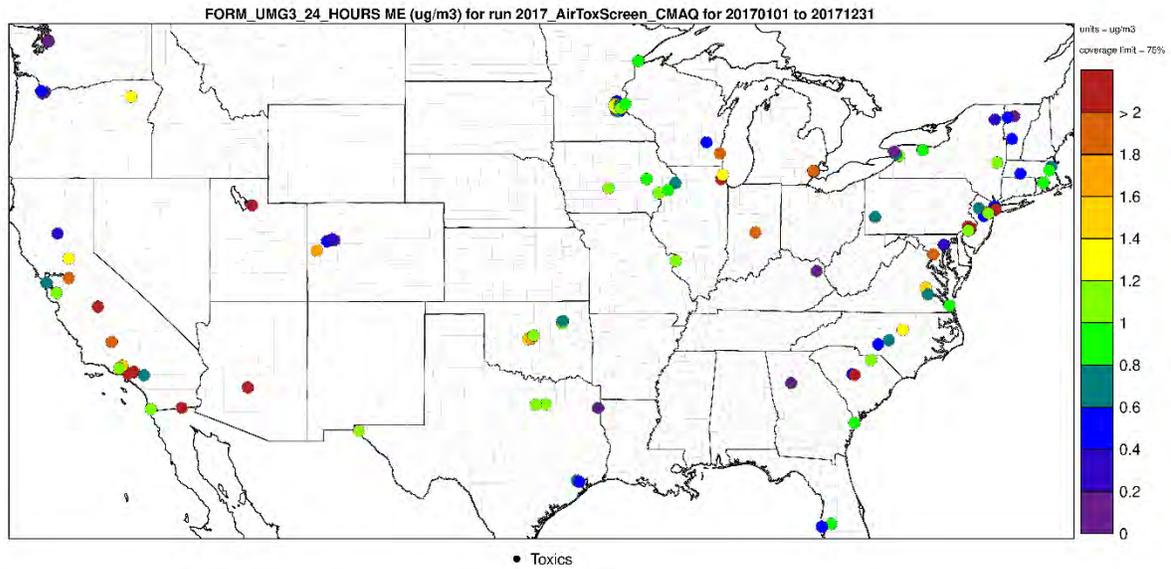 FORM_UMG3_24_HOURS ME (ug/m3) for run 2017_AirToxScreen_CMAQ for 20170101 to 20171231
units = ug/m3
coverage limit = 75%
> 2
1.8
1.6
1.4
1.2
1
0.8
0.6
0.4
0.2
0
Toxics